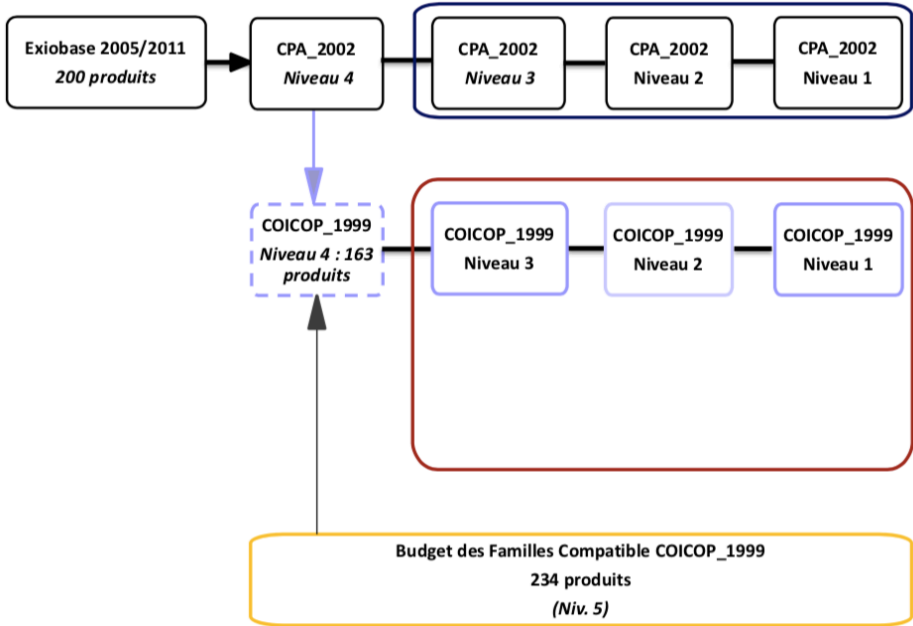 Exiobase 2005/2011
200 produits
CPA_2002
Niveau 4
CPA_2002
Niveau 3
CPA_2002
Niveau 2
CPA_2002
Niveau 1
COICOP_1999
Niveau 4 : 163
produits
COICOP_1999
Niveau 3
COICOP_1999
Niveau 2
COICOP_1999
Niveau 1
Budget des Familles Compatible COICOP_1999
234 produits
(Niv. 5)